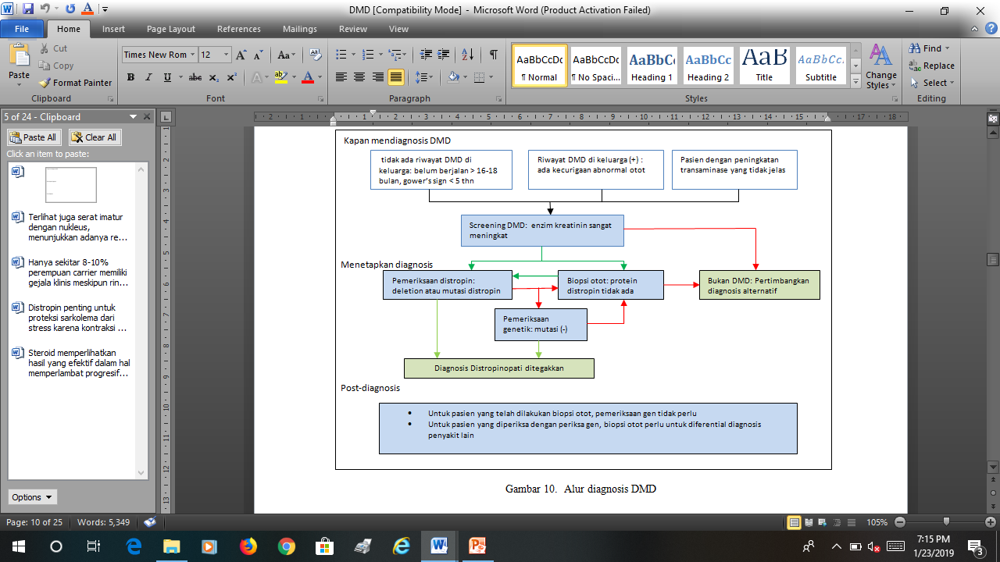 DMD [Compatibility Mode] - Microsoft Word (Product Activation Failed)
File Home Insert Page Layout References Mailings Review View
Paste
Cut
Copy
Format Painter
Clipboard
Times New Rom 12
Font
Paragraph
AaBbCcDc
¶ Normal
AaBbCcDc
¶ No Spaci...
AaBbCc
Heading 1
AaBbCc
Heading 2
AaB
Title
AaBbCc.
Subtitle
Styles
Change
Styles
Find
Replace
Select
Editing
5 of 24 - Clipboard
Paste All Clear All
Click an item to paste:
Terlihat juga serat imatur
dengan nukleus,
menunjukkan adanya re...
Hanya sekitar 8-10%
perempuan carrier memiliki
gejala klinis meskipun rin...
Distropin penting untuk
proteksi sarkolema dari
stress karena kontraksi ...
Steroid memperlihatkan
hasil yang efektif dalam hal
memperlambat progresif...
Options
Kapan mendiagnosis DMD
tidak ada riwayat DMD di
keluarga: belum berjalan > 16-18
bulan, gower's sign < 5 thn
Riwayat DMD di keluarga (+) :
ada kecurigaan abnormal otot
Pasien dengan peningkatan
transaminase yang tidak jelas
Screening DMD: enzim kreatinin sangat
meningkat
Menetapkan diagnosis
Pemeriksaan distropin:
deletion atau mutasi distropin
Biopsi otot: protein
distropin tidak ada
Bukan DMD: Pertimbangkan
diagnosis alternatif
Pemeriksaan
genetik: mutasi (-)
Diagnosis Distropinopati ditegakkan
Post-diagnosis
• Untuk pasien yang telah dilakukan biopsi otot, pemeriksaan gen tidak perlu
• Untuk pasien yang diperiksa dengan periksa gen, biopsi otot perlu untuk diferential diagnosis
penyakit lain
Gambar 10. Alur diagnosis DMD
Page: 10 of 25 Words: 5,349 105%
7:15 PM
1/23/2019
3